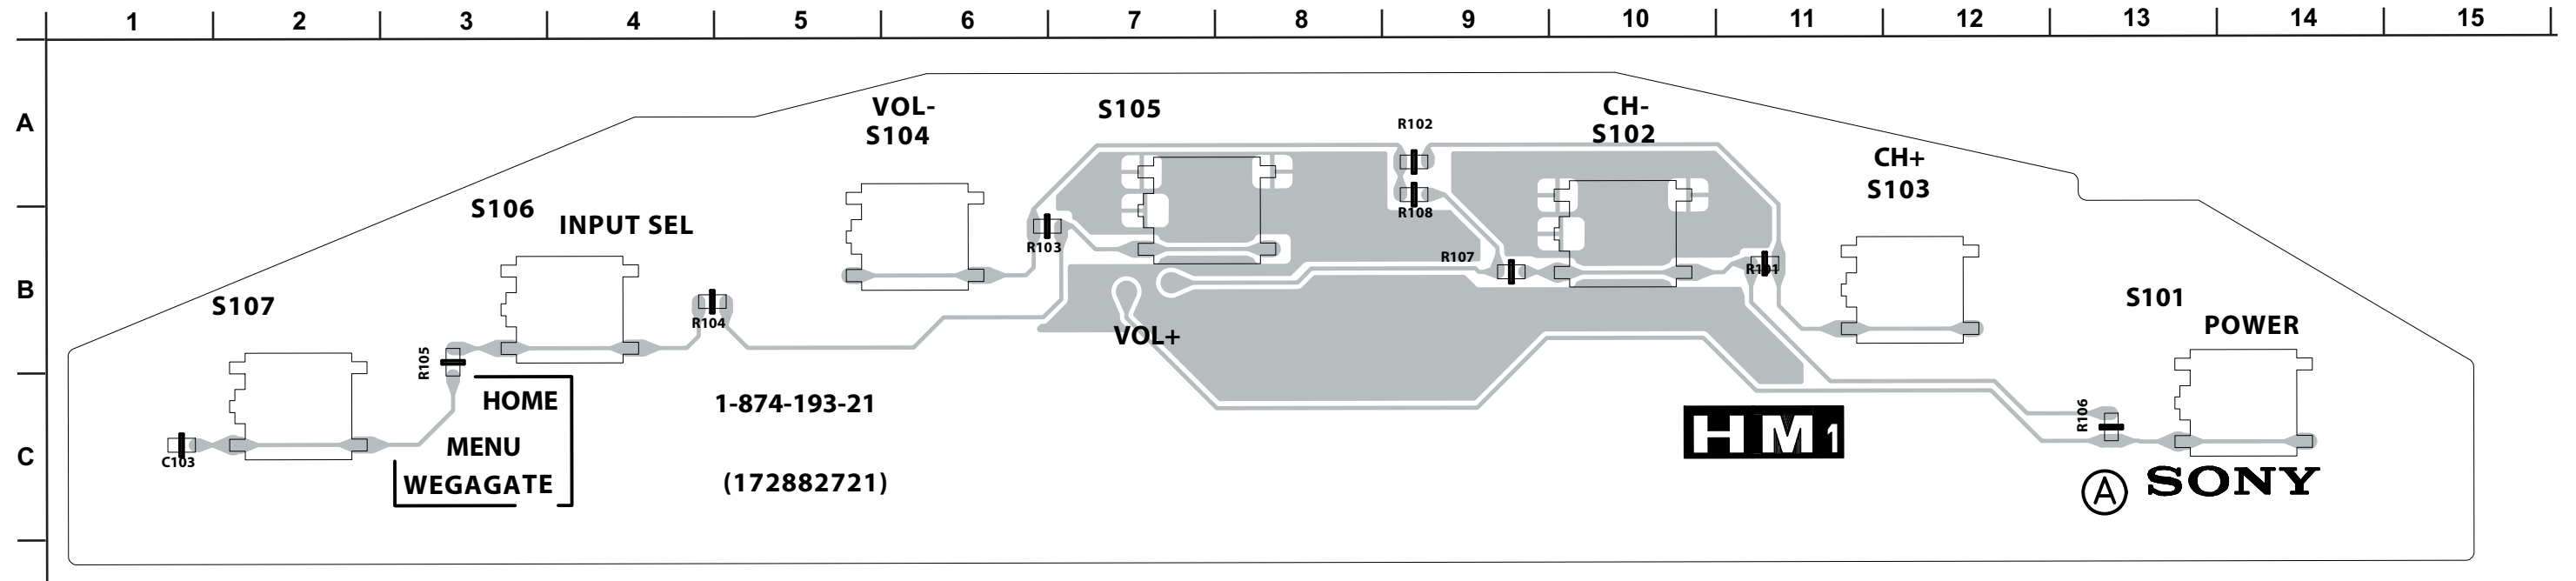 1 2 3 4 5 6 7 8 9 10 11 12 13 14 15
A
B
C
VOL-
S104
S105
R102
CH-
S102
CH+
S103
S106
INPUT SEL
R103
R108
R107
R101
S107
R104
VOL+
S101
POWER
R105
HOME
MENU
WEGAGATE
C103
1-874-193-21
(172882721)
HM1
R106
A SONY